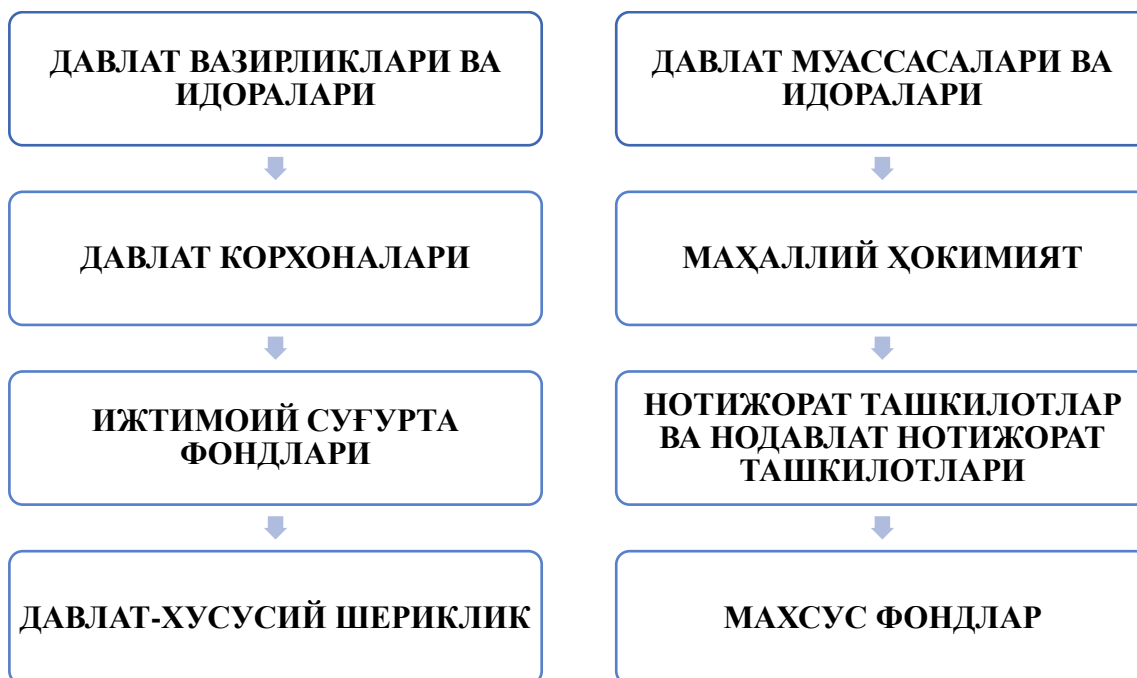 ДАВЛАТ ВАЗИРЛИКЛАРИ ВА
ИДОРАЛАРИ
ДАВЛАТ КОРХОНАЛАРИ
ИЖТИМОИЙ СУҒУРТА
ФОНДЛАРИ
ДАВЛАТ-ХУСУСИЙ ШЕРИКЛИК
ДАВЛАТ МУАССАСАЛАРИ ВА
ИДОРАЛАРИ
МАҲАЛЛИЙ ҲОКИМИЯТ
НОТИЖОРАТ ТАШКИЛОТЛАР
ВА НОДАВЛАТ НОТИЖОРАТ
ТАШКИЛОТЛАРИ
МАХСУС ФОНДЛАР